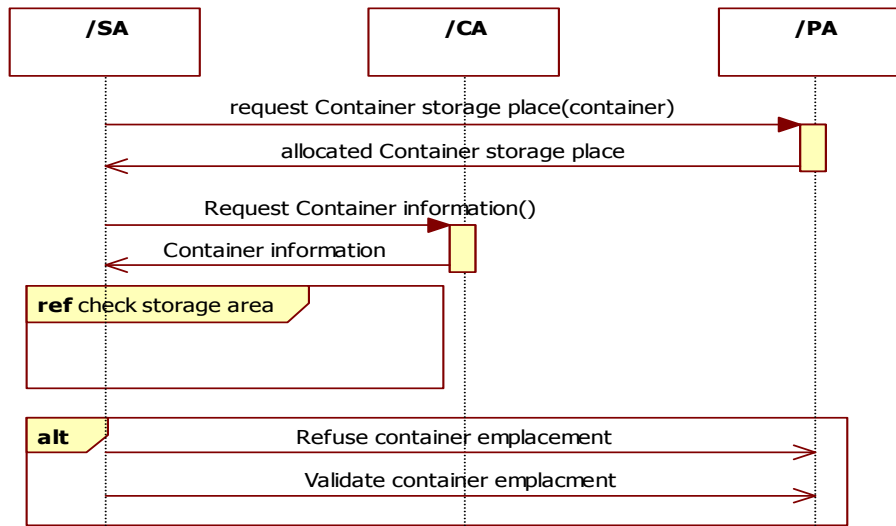 /SA
/CA
/PA
request Container storage place(container)
allocated Container storage place
Request Container information()
Container information
ref check storage area
alt
Refuse container emplacement
Validate container emplacment